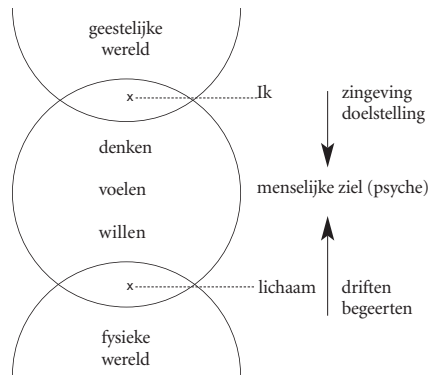 geestelijke
wereld
x
Ik
zingeving
doelstelling
denken
voelen
menselijke ziel (psyche)
willen
x
lichaam
driften
begeerten
fysieke
wereld